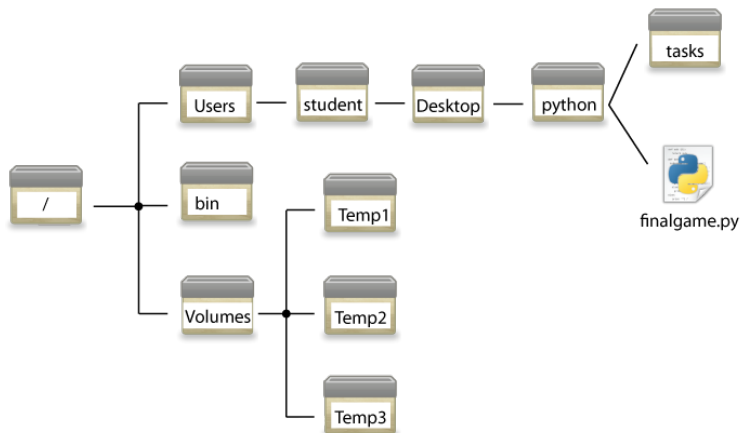 /
Users
student
Desktop
python
tasks
finalgame.py
bin
Volumes
Temp1
Temp2
Temp3